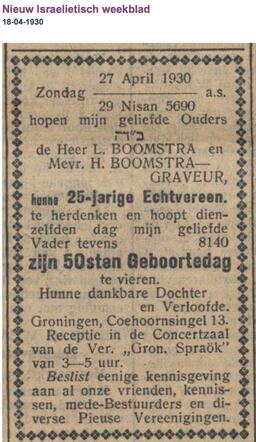 Nieuw Israelietisch weekblad
18-04-1930
27 April 1930
Zondag a.s.
29 Nisan 5690
hopen mijn geliefde Ouders
ב"ה
de Heer L. BOOMSTRA en
Mevr. H. BOOMSTRA—
GRAVEUR,
hunne 25-jarige Echtvereen.
te herdenken en hoopt dien-
zelfden dag mijn geliefde
Vader tevens 8140
zijn 50sten Geboortedag
te vieren.
Hunne dankbare Dochter
en Verloofde.
Groningen, Coehoornsingel 13.
Receptie in de Concertzaal
van de Ver. „Gron. Spraök"
van 3—5 uur.
Beslist eenige kennisgeving
aan al onze vrienden, kennis-
sen, mede-Bestuurders en di-
verse Pieuse Vereenigingen.